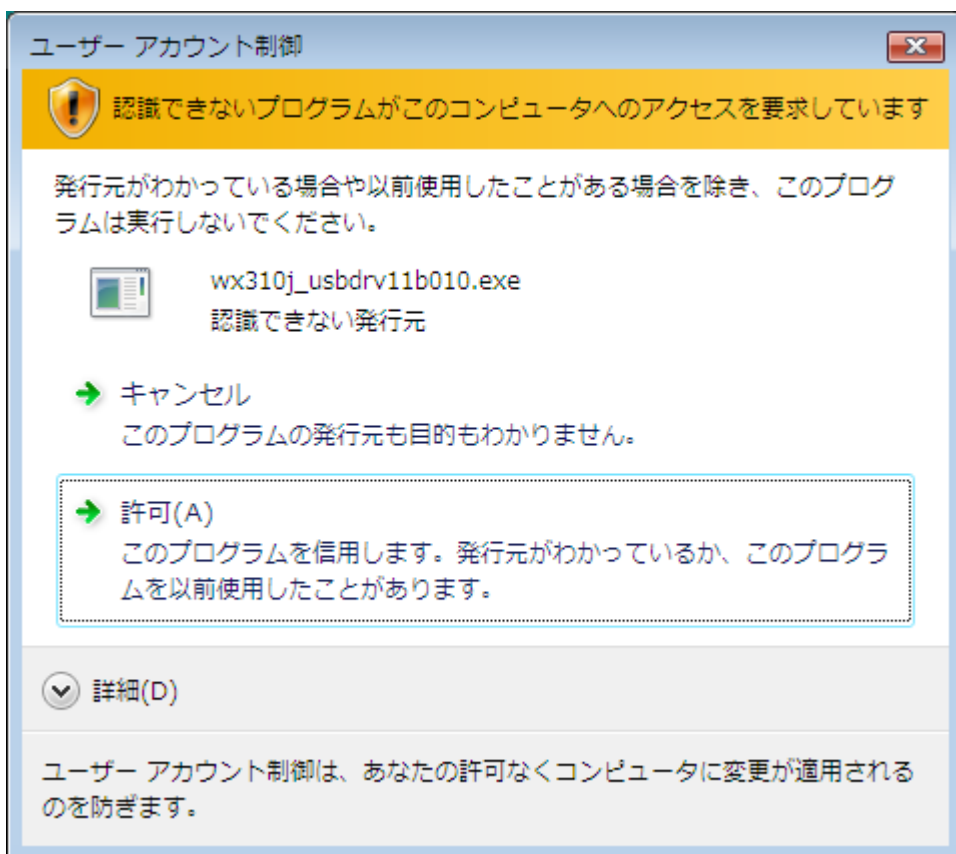 ユーザー アカウント制御
認識できないプログラムがこのコンピュータへのアクセスを要求しています
発行元がわかっている場合や以前使用したことがある場合を除き、このプログ
ラムは実行しないでください。
wx310j_usbdrv11b010.exe
認識できない発行元
キャンセル
このプログラムの発行元も目的もわかりません。
許可(A)
このプログラムを信用します。発行元がわかっているか、このプログラ
ムを以前使用したことがあります。
詳細(D)
ユーザー アカウント制御は、あなたの許可なくコンピュータに変更が適用される
のを防ぎます。